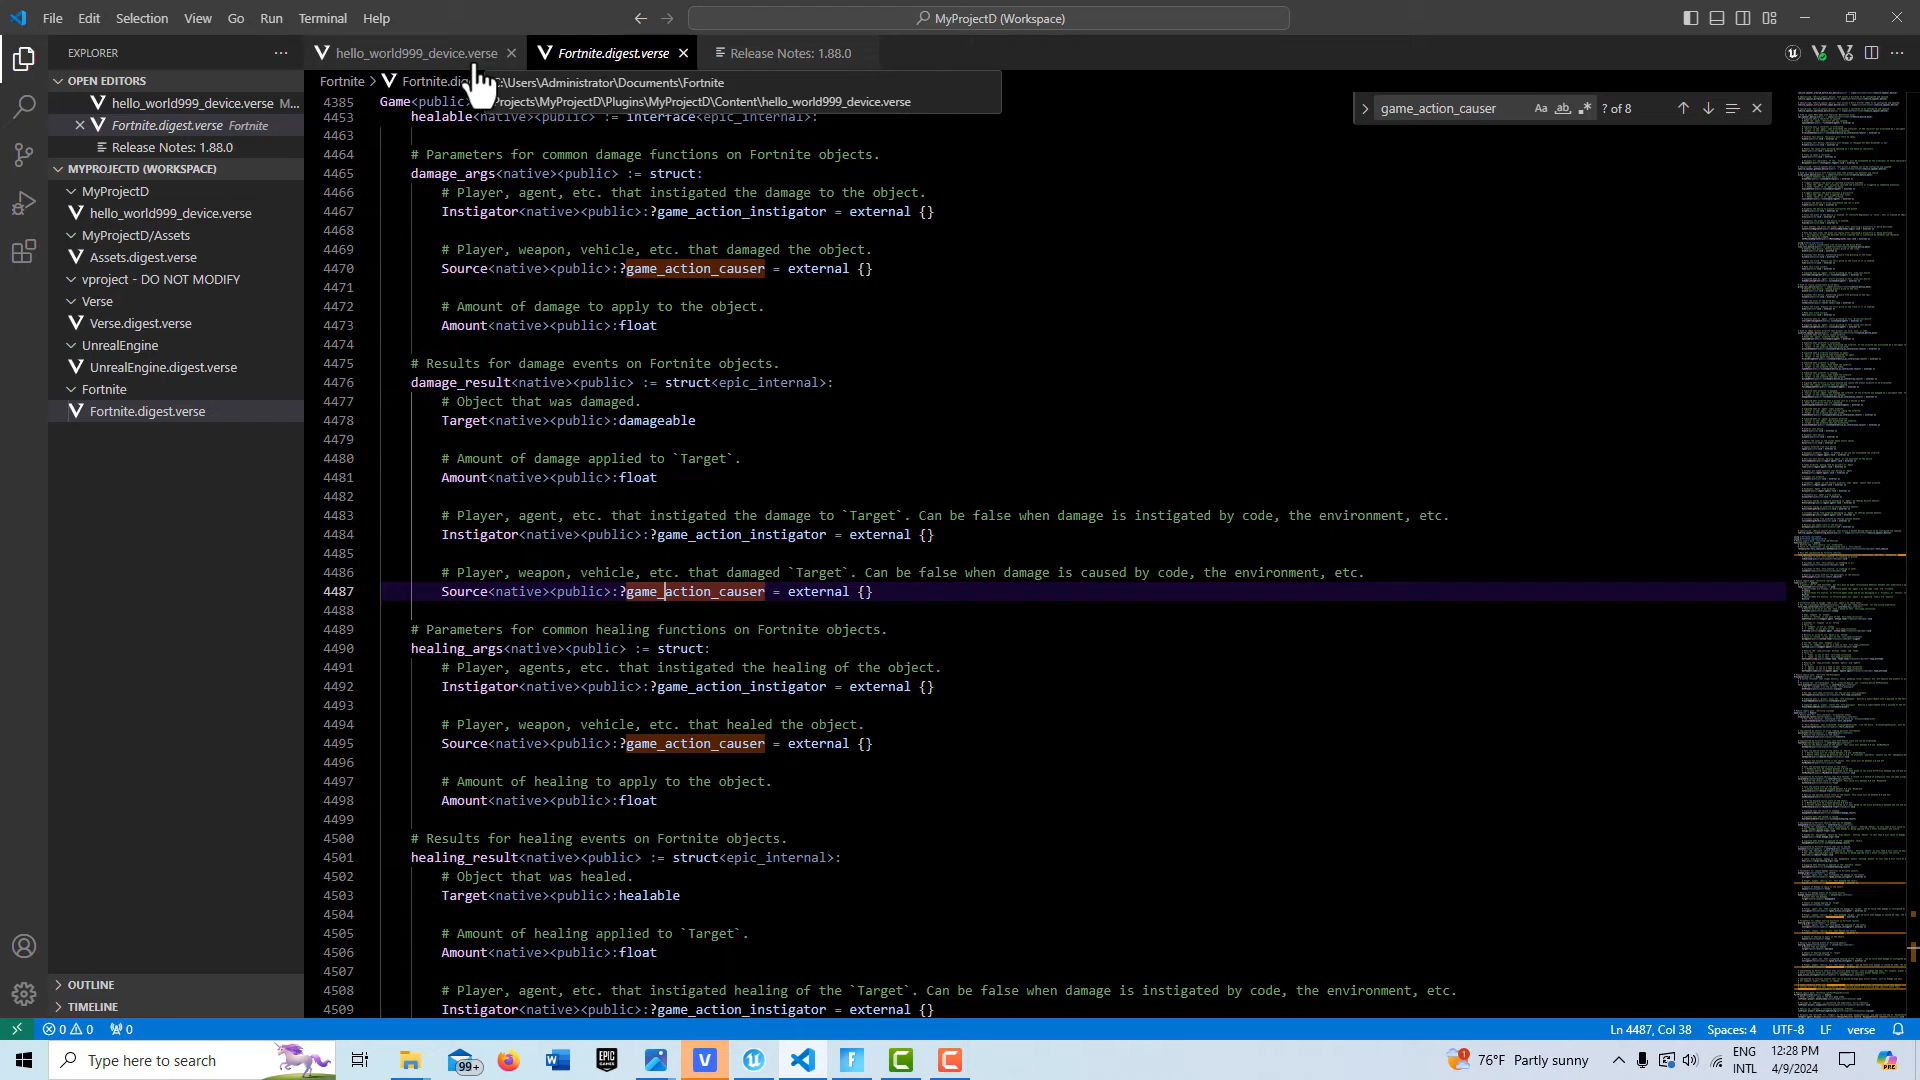 File Edit Selection View Go Run Terminal Help
MyProjectD (Workspace)
EXPLORER
hello_world999_device.verse
Fortnite.digest.verse
Release Notes: 1.88.0
OPEN EDITORS
hello_world999_device.verse M...
Fortnite.digest.verse Fortnite
Release Notes: 1.88.0
MYPROJECTD (WORKSPACE)
MyProjectD
hello_world999_device.verse
MyProjectD/Assets
Assets.digest.verse
vproject - DO NOT MODIFY
Verse
Verse.digest.verse
UnrealEngine
UnrealEngine.digest.verse
Fortnite
Fortnite.digest.verse
OUTLINE
TIMELINE
Fortnite > Fortnite.dig
:\Users\Administrator\Documents\Fortnite
Projects\MyProjectD\Plugins\MyProjectD\Content\hello_world999_device.verse
game_action_causer Aa ab .* ? of 8
4385 Game<public>
4453 healable<native><public> := interface<epic_internal>:
4463
4464 # Parameters for common damage functions on Fortnite objects.
4465 damage_args<native><public> := struct:
4466 # Player, agent, etc. that instigated the damage to the object.
4467 Instigator<native><public>:?game_action_instigator = external {}
4468
4469 # Player, weapon, vehicle, etc. that damaged the object.
4470 Source<native><public>:?game_action_causer = external {}
4471
4472 # Amount of damage to apply to the object.
4473 Amount<native><public>:float
4474
4475 # Results for damage events on Fortnite objects.
4476 damage_result<native><public> := struct<epic_internal>:
4477 # Object that was damaged.
4478 Target<native><public>:damageable
4479
4480 # Amount of damage applied to `Target`.
4481 Amount<native><public>:float
4482
4483 # Player, agent, etc. that instigated the damage to `Target`. Can be false when damage is instigated by code, the environment, etc.
4484 Instigator<native><public>:?game_action_instigator = external {}
4485
4486 # Player, weapon, vehicle, etc. that damaged `Target`. Can be false when damage is caused by code, the environment, etc.
4487 Source<native><public>:?game_action_causer = external {}
4488
4489 # Parameters for common healing functions on Fortnite objects.
4490 healing_args<native><public> := struct:
4491 # Player, agents, etc. that instigated the healing of the object.
4492 Instigator<native><public>:?game_action_instigator = external {}
4493
4494 # Player, weapon, vehicle, etc. that healed the object.
4495 Source<native><public>:?game_action_causer = external {}
4496
4497 # Amount of healing to apply to the object.
4498 Amount<native><public>:float
4499
4500 # Results for healing events on Fortnite objects.
4501 healing_result<native><public> := struct<epic_internal>:
4502 # Object that was healed.
4503 Target<native><public>:healable
4504
4505 # Amount of healing applied to `Target`.
4506 Amount<native><public>:float
4507
4508 # Player, agent, etc. that instigated healing of the `Target`. Can be false when damage is instigated by code, the environment, etc.
4509 Instigator<native><public>:?game_action_instigator = external {}
0 0 0
Ln 4487, Col 38 Spaces: 4 UTF-8 LF verse
Type here to search
99+
EPIC GAMES
76°F Partly sunny
ENG
INTL
12:28 PM
4/9/2024